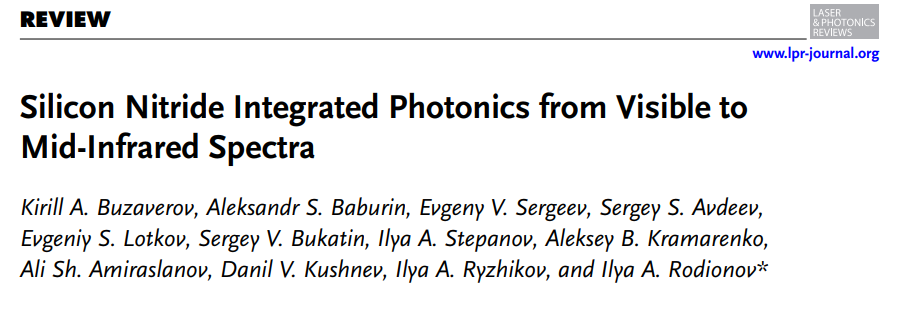 REVIEW
LASER
& PHOTONICS
REVIEWS
www.lpr-journal.org
Silicon Nitride Integrated Photonics from Visible to
Mid-Infrared Spectra
Kirill A. Buzaverov, Aleksandr S. Baburin, Evgeny V. Sergeev, Sergey S. Avdeev,
Evgeniy S. Lotkov, Sergey V. Bukatin, Ilya A. Stepanov, Aleksey B. Kramarenko,
Ali Sh. Amiraslanov, Danil V. Kushnev, Ilya A. Ryzhikov, and Ilya A. Rodionov*